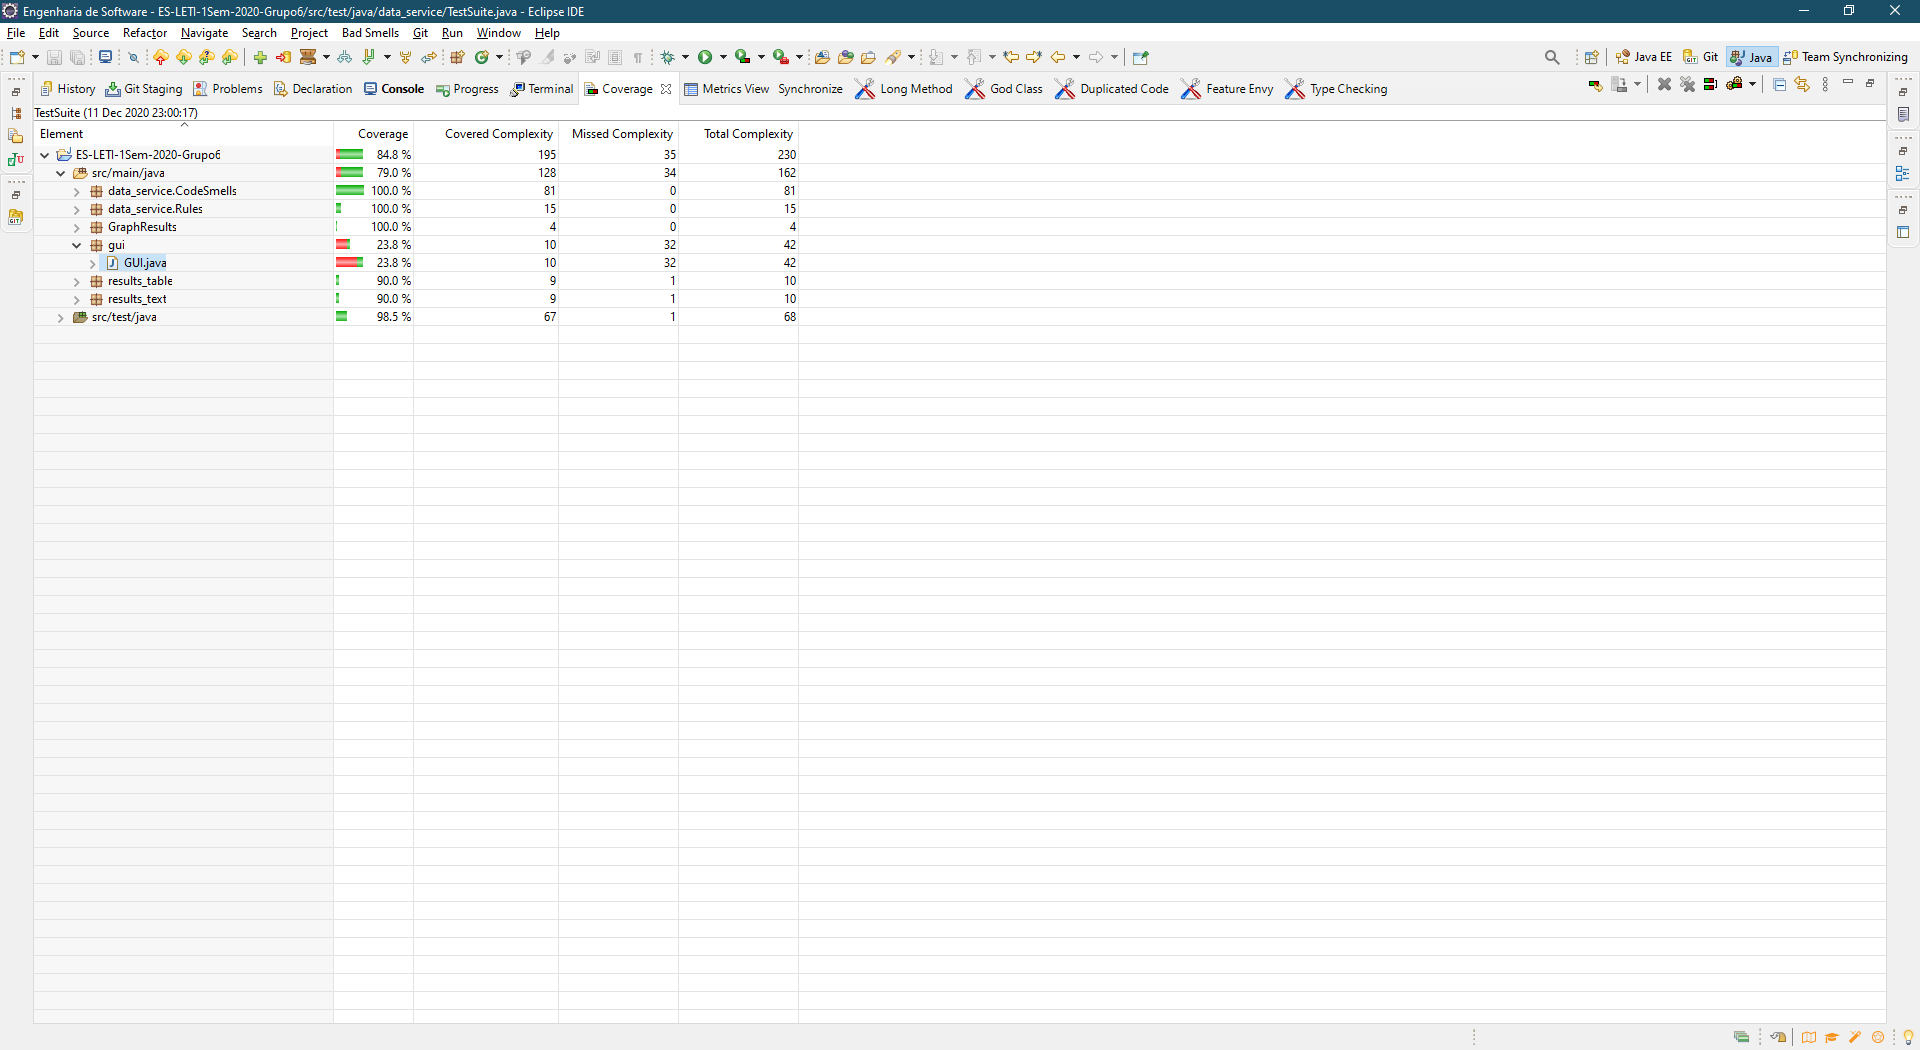 Engenharia de Software - ES-LETI-1Sem-2020-Grupo6/src/test/java/data_service/TestSuite.java - Eclipse IDE
File Edit Source Refactor Navigate Search Project Bad Smells Git Run Window Help
Java EE Git Java Team Synchronizing
History Git Staging Problems Declaration Console Progress Terminal Coverage Metrics View Synchronize Long Method God Class Duplicated Code Feature Envy Type Checking
TestSuite (11 Dec 2020 23:00:17)
Element Coverage Covered Complexity Missed Complexity Total Complexity
ES-LETI-1Sem-2020-Grupo6 84.8 % 195 35 230
src/main/java 79.0 % 128 34 162
data_service.CodeSmells 100.0 % 81 0 81
data_service.Rules 100.0 % 15 0 15
GraphResults 100.0 % 4 0 4
gui 23.8 % 10 32 42
GUI.java 23.8 % 10 32 42
results_table 90.0 % 9 1 10
results_text 90.0 % 9 1 10
src/test/java 98.5 % 67 1 68